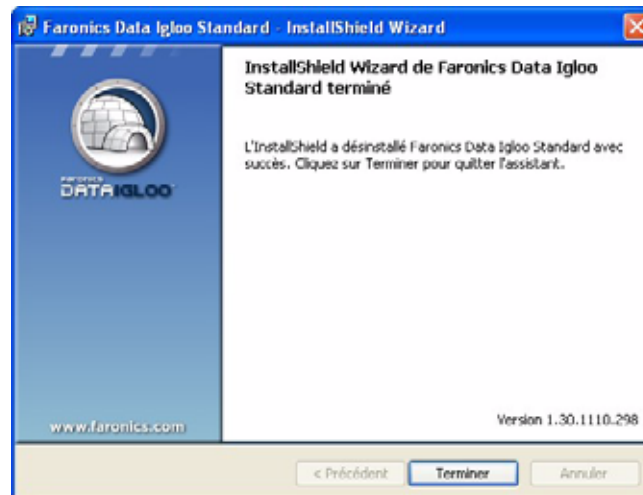 Faronics Data Igloo Standard - InstallShield Wizard
InstallShield Wizard de Faronics Data Igloo
Standard terminé
L'InstallShield a désinstallé Faronics Data Igloo Standard avec
succès. Cliquez sur Terminer pour quitter l'assistant.
FARONICS
DATA IGLOO
www.faronics.com
Version 1.30.1110.298
< Précédent
Terminer
Annuler